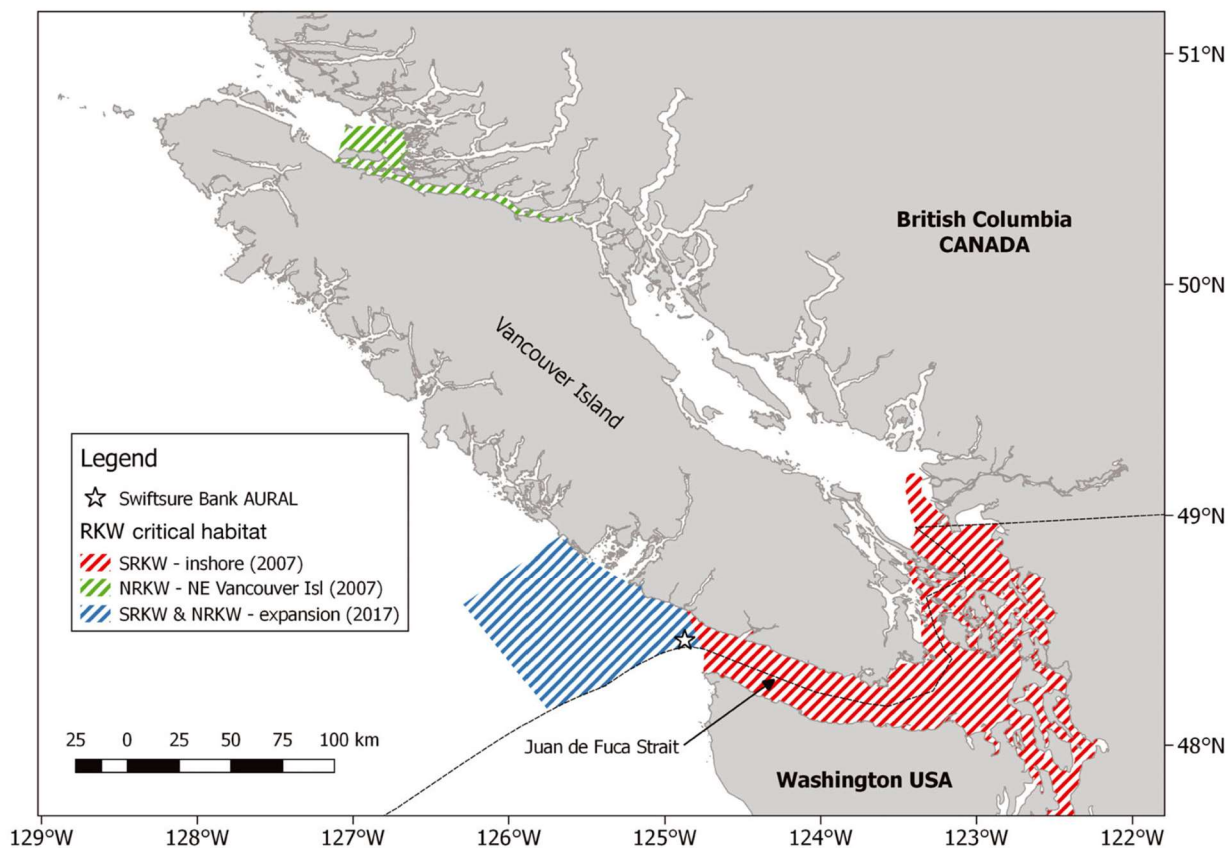 51°N
British Columbia
CANADA
50°N
Vancouver Island
Legend
Swiftsure Bank AURAL
RKW critical habitat
SRKW - inshore (2007)
NRKW - NE Vancouver Isl (2007)
SRKW & NRKW - expansion (2017)
49°N
25 0 25 50 75 100 km
Juan de Fuca Strait
48°N
Washington USA
129°W 128°W 127°W 126°W 125°W 124°W 123°W 122°W